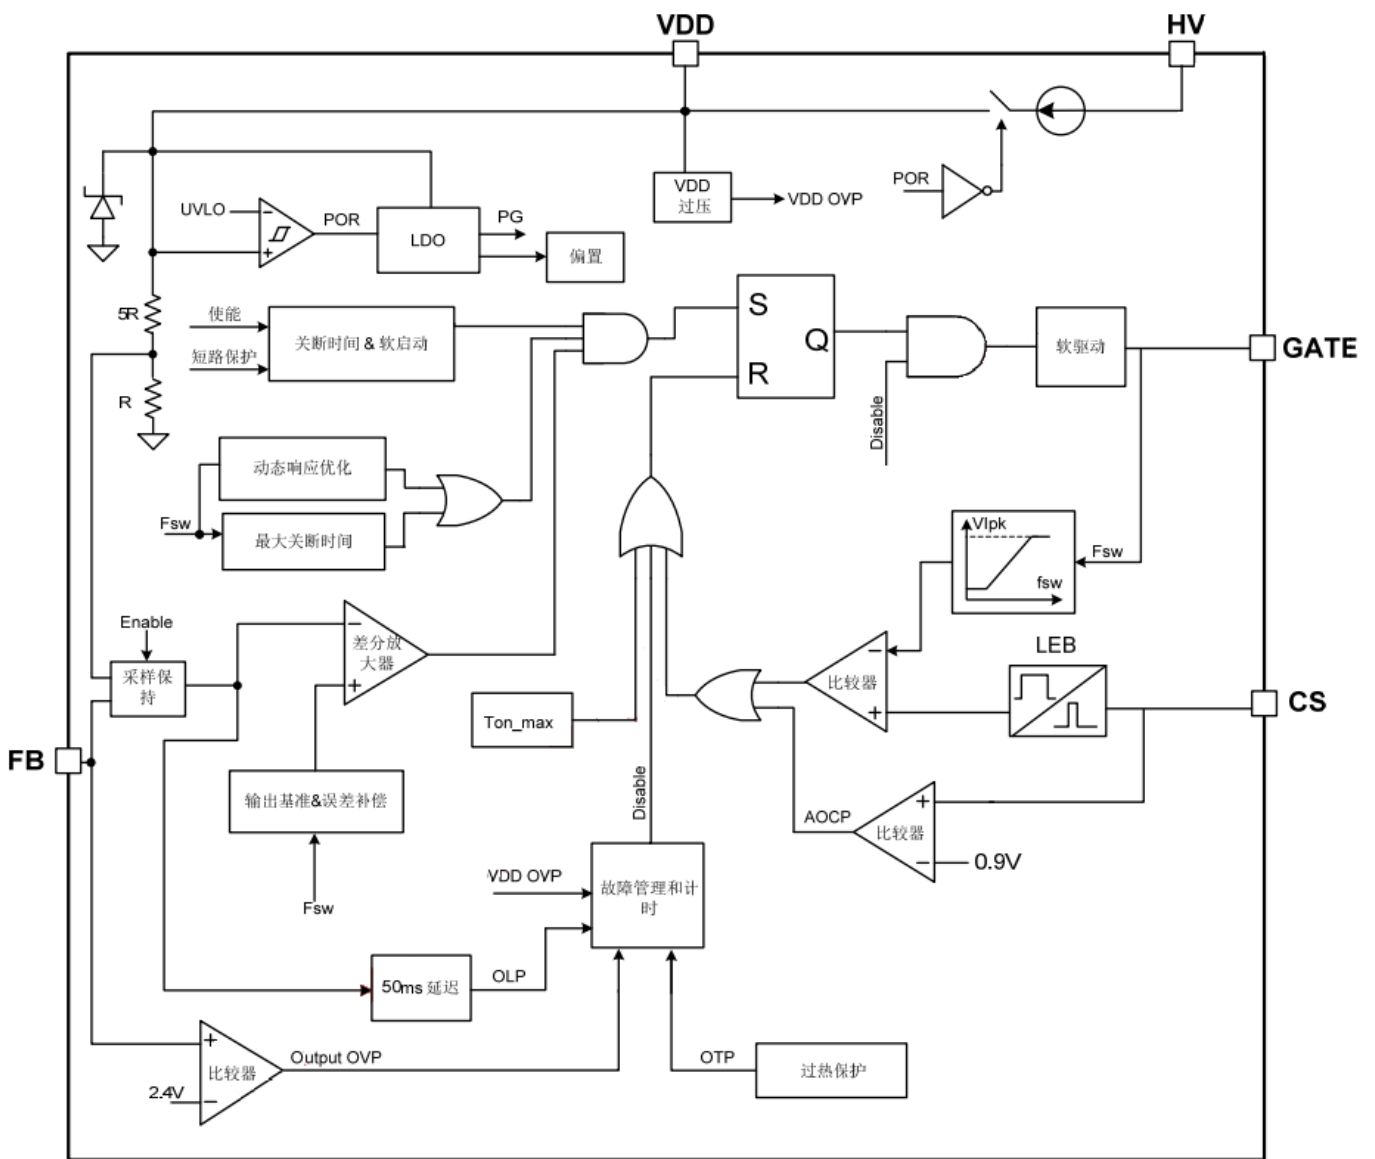 VDD
HV
VDD
过压
VDD OVP
POR
UVLO
POR
PG
LDO
偏置
5R
使能
短路保护
关断时间 & 软启动
S
Q
R
软驱动
GATE
R
Disable
动态响应优化
Fsw
最大关断时间
VIpk
Fsw
fsw
Enable
差分放
大器
LEB
采样保
持
比较器
CS
Ton_max
FB
输出基准&误差补偿
Disable
AOCP
比较器
0.9V
Fsw
VDD OVP
故障管理和计
时
50ms 延迟
OLP
Output OVP
OTP
过热保护
比较器
2.4V